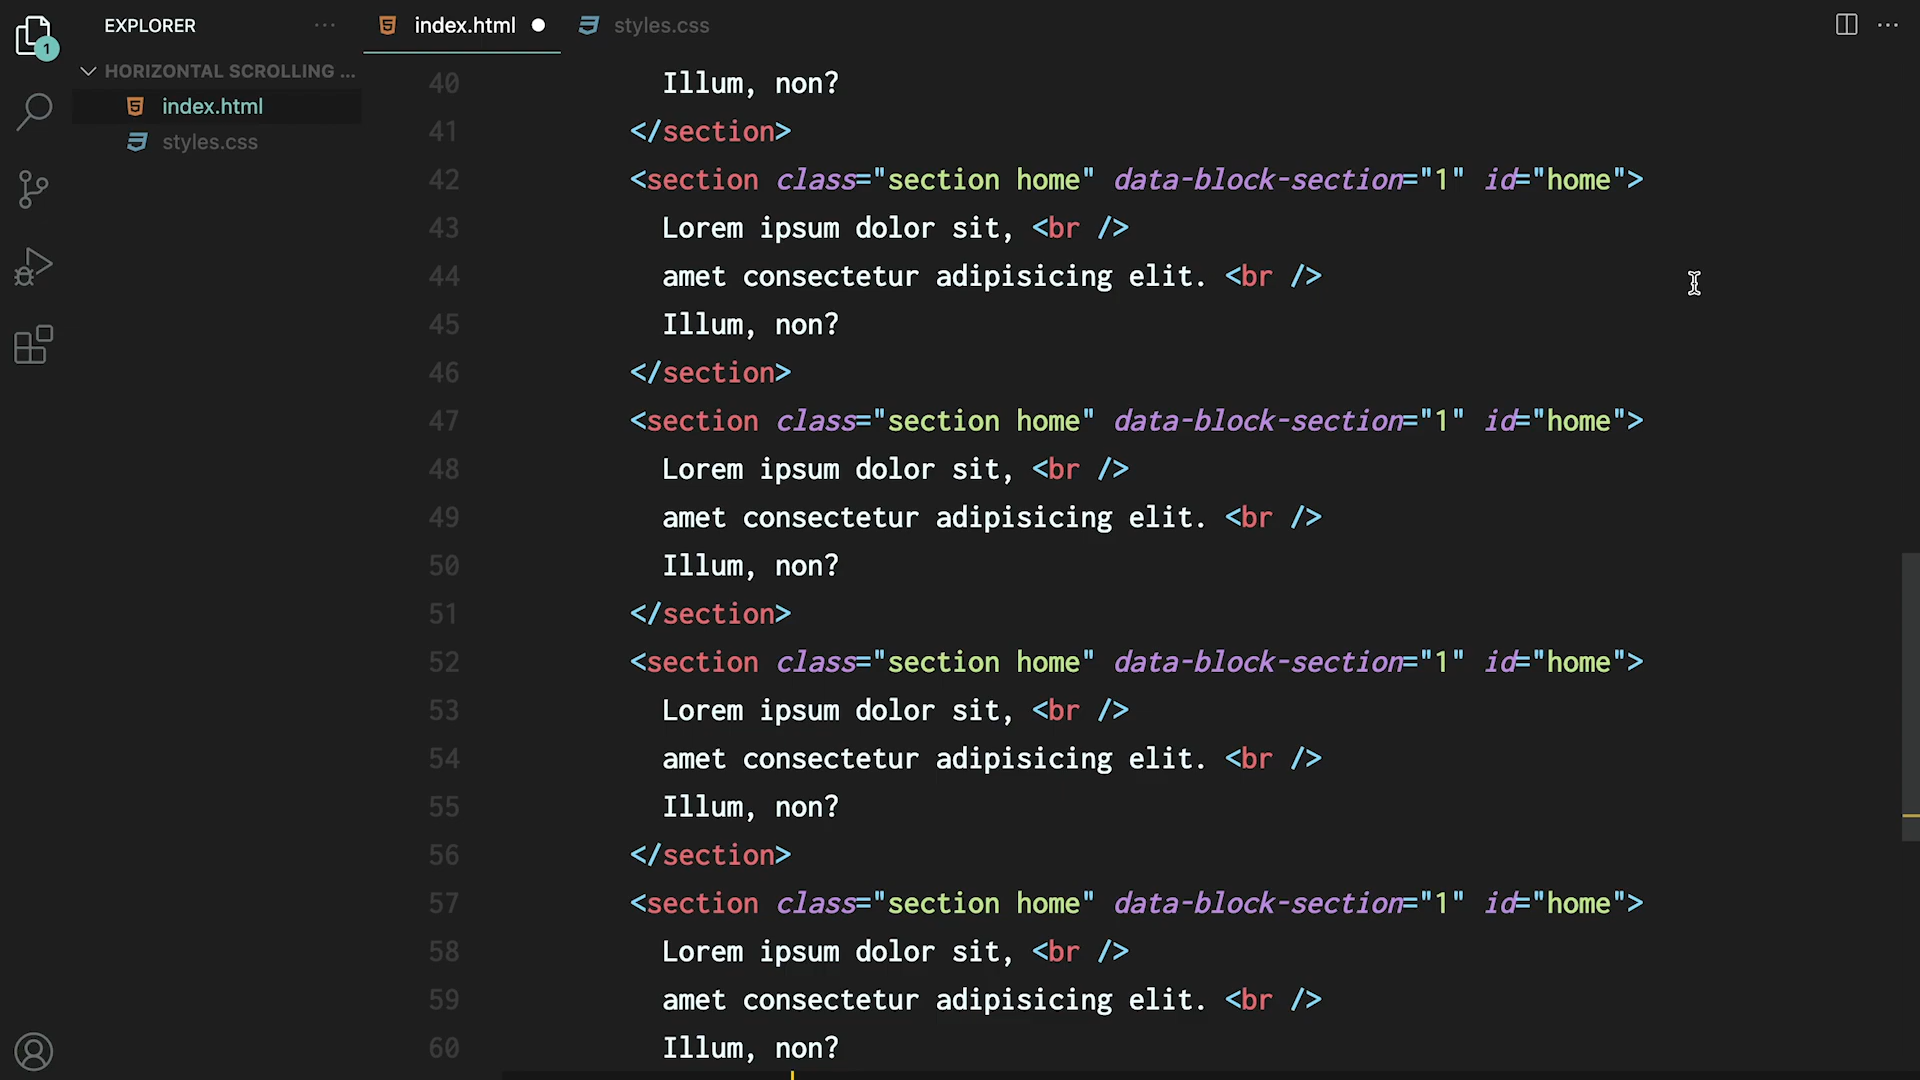 EXPLORER ···
HORIZONTAL SCROLLING ...
index.html
styles.css
1
index.html
styles.css
40 Illum, non?
41 </section>
42 <section class="section home" data-block-section="1" id="home">
43 Lorem ipsum dolor sit, <br />
44 amet consectetur adipisicing elit. <br />
45 Illum, non?
46 </section>
47 <section class="section home" data-block-section="1" id="home">
48 Lorem ipsum dolor sit, <br />
49 amet consectetur adipisicing elit. <br />
50 Illum, non?
51 </section>
52 <section class="section home" data-block-section="1" id="home">
53 Lorem ipsum dolor sit, <br />
54 amet consectetur adipisicing elit. <br />
55 Illum, non?
56 </section>
57 <section class="section home" data-block-section="1" id="home">
58 Lorem ipsum dolor sit, <br />
59 amet consectetur adipisicing elit. <br />
60 Illum, non?